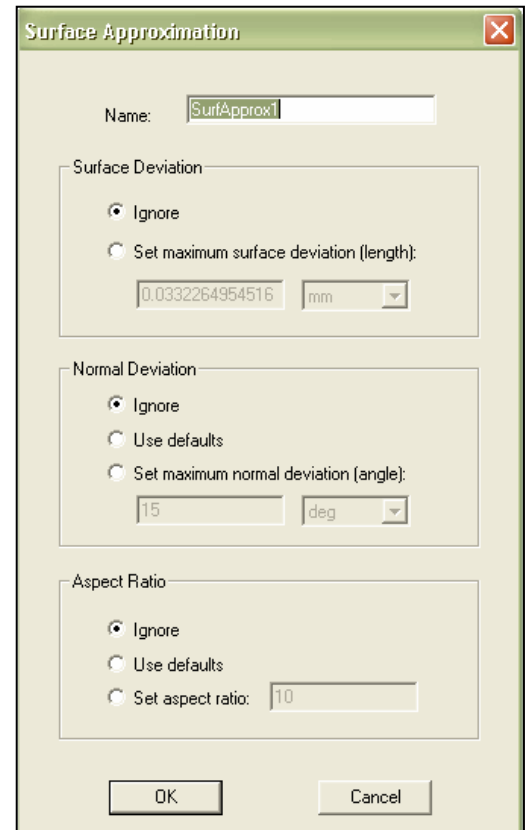 Surface Approximation
Name: SurfApprox1
Surface Deviation
Ignore
Set maximum surface deviation (length):
0.0332264954516 mm
Normal Deviation
Ignore
Use defaults
Set maximum normal deviation (angle):
15 deg
Aspect Ratio
Ignore
Use defaults
Set aspect ratio: 10
OK Cancel